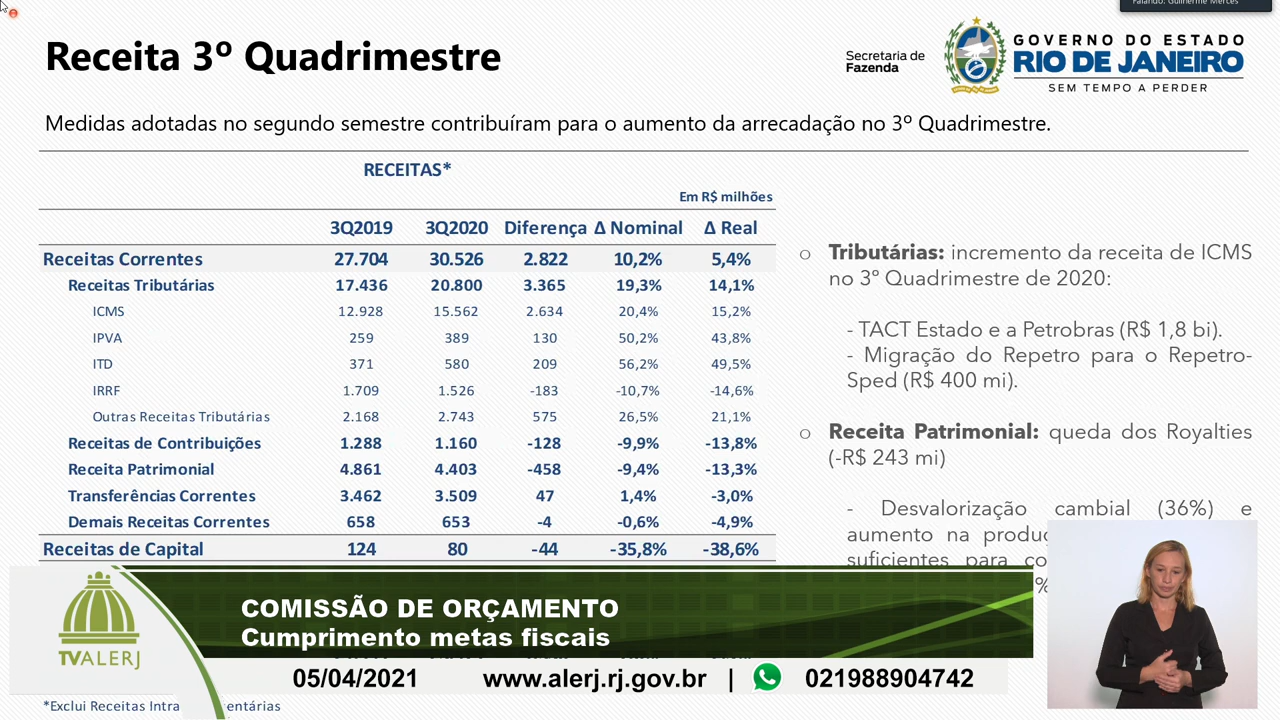 Falando: Guilherme Mercês
Receita 3º Quadrimestre
Secretaria de
Fazenda
GOVERNO DO ESTADO
RIO DE JANEIRO
SEM TEMPO A PERDER
Medidas adotadas no segundo semestre contribuíram para o aumento da arrecadação no 3º Quadrimestre.
RECEITAS*
Em R$ milhões
3Q2019 3Q2020 Diferença Δ Nominal Δ Real
Receitas Correntes 27.704 30.526 2.822 10,2% 5,4%
Receitas Tributárias 17.436 20.800 3.365 19,3% 14,1%
ICMS 12.928 15.562 2.634 20,4% 15,2%
IPVA 259 389 130 50,2% 43,8%
ITD 371 580 209 56,2% 49,5%
IRRF 1.709 1.526 -183 -10,7% -14,6%
Outras Receitas Tributárias 2.168 2.743 575 26,5% 21,1%
Receitas de Contribuições 1.288 1.160 -128 -9,9% -13,8%
Receita Patrimonial 4.861 4.403 -458 -9,4% -13,3%
Transferências Correntes 3.462 3.509 47 1,4% -3,0%
Demais Receitas Correntes 658 653 -4 -0,6% -4,9%
Receitas de Capital 124 80 -44 -35,8% -38,6%
o Tributárias: incremento da receita de ICMS
no 3º Quadrimestre de 2020:
- TACT Estado e a Petrobras (R$ 1,8 bi).
- Migração do Repetro para o Repetro-
Sped (R$ 400 mi).
o Receita Patrimonial: queda dos Royalties
(-R$ 243 mi)
- Desvalorização cambial (36%) e
aumento na
suficientes para
COMISSÃO DE ORÇAMENTO
Cumprimento metas fiscais
TVALERJ
05/04/2021 www.alerj.rj.gov.br | 021988904742
*Exclui Receitas